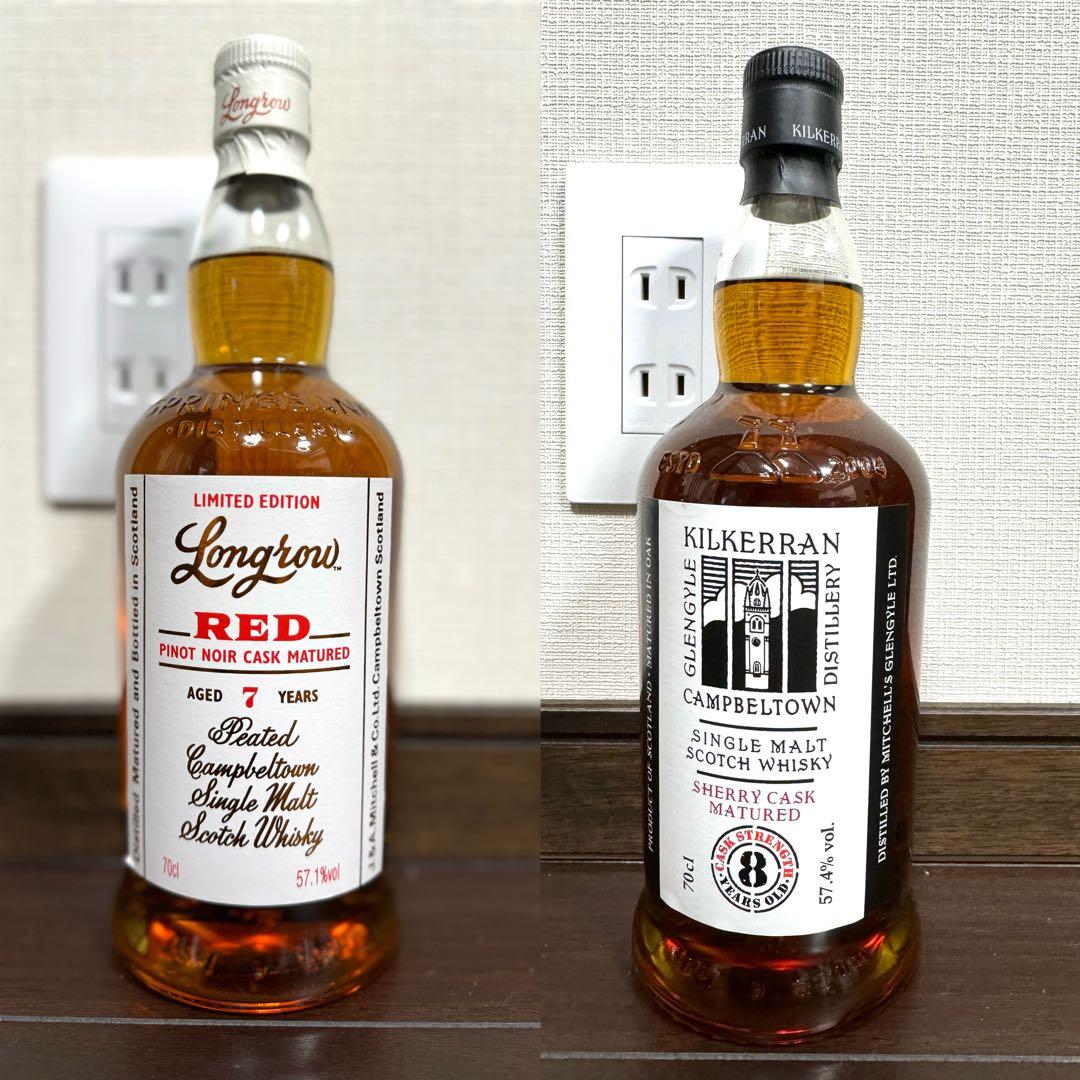 Longrow
SPRINGBANK
· DISTILLERY ·
LIMITED EDITION
Longrow™
RED
PINOT NOIR CASK MATURED
AGED 7 YEARS
Peated
Campbeltown
Single Malt
Scotch Whisky
70cl
57.1%vol
Distilled Matured and Bottled in Scotland
J.&A. Mitchell & Co.Ltd. Campbeltown Scotland
KILKERRAN
ESTD 2004
KILKERRAN
GLENGYLE
DISTILLERY
CAMPBELTOWN
SINGLE MALT
SCOTCH WHISKY
SHERRY CASK
MATURED
CASK STRENGTH
8
YEARS OLD
70cl
57.4% vol.
PRODUCT OF SCOTLAND · MATURED IN OAK
DISTILLED BY MITCHELL'S GLENGYLE LTD.